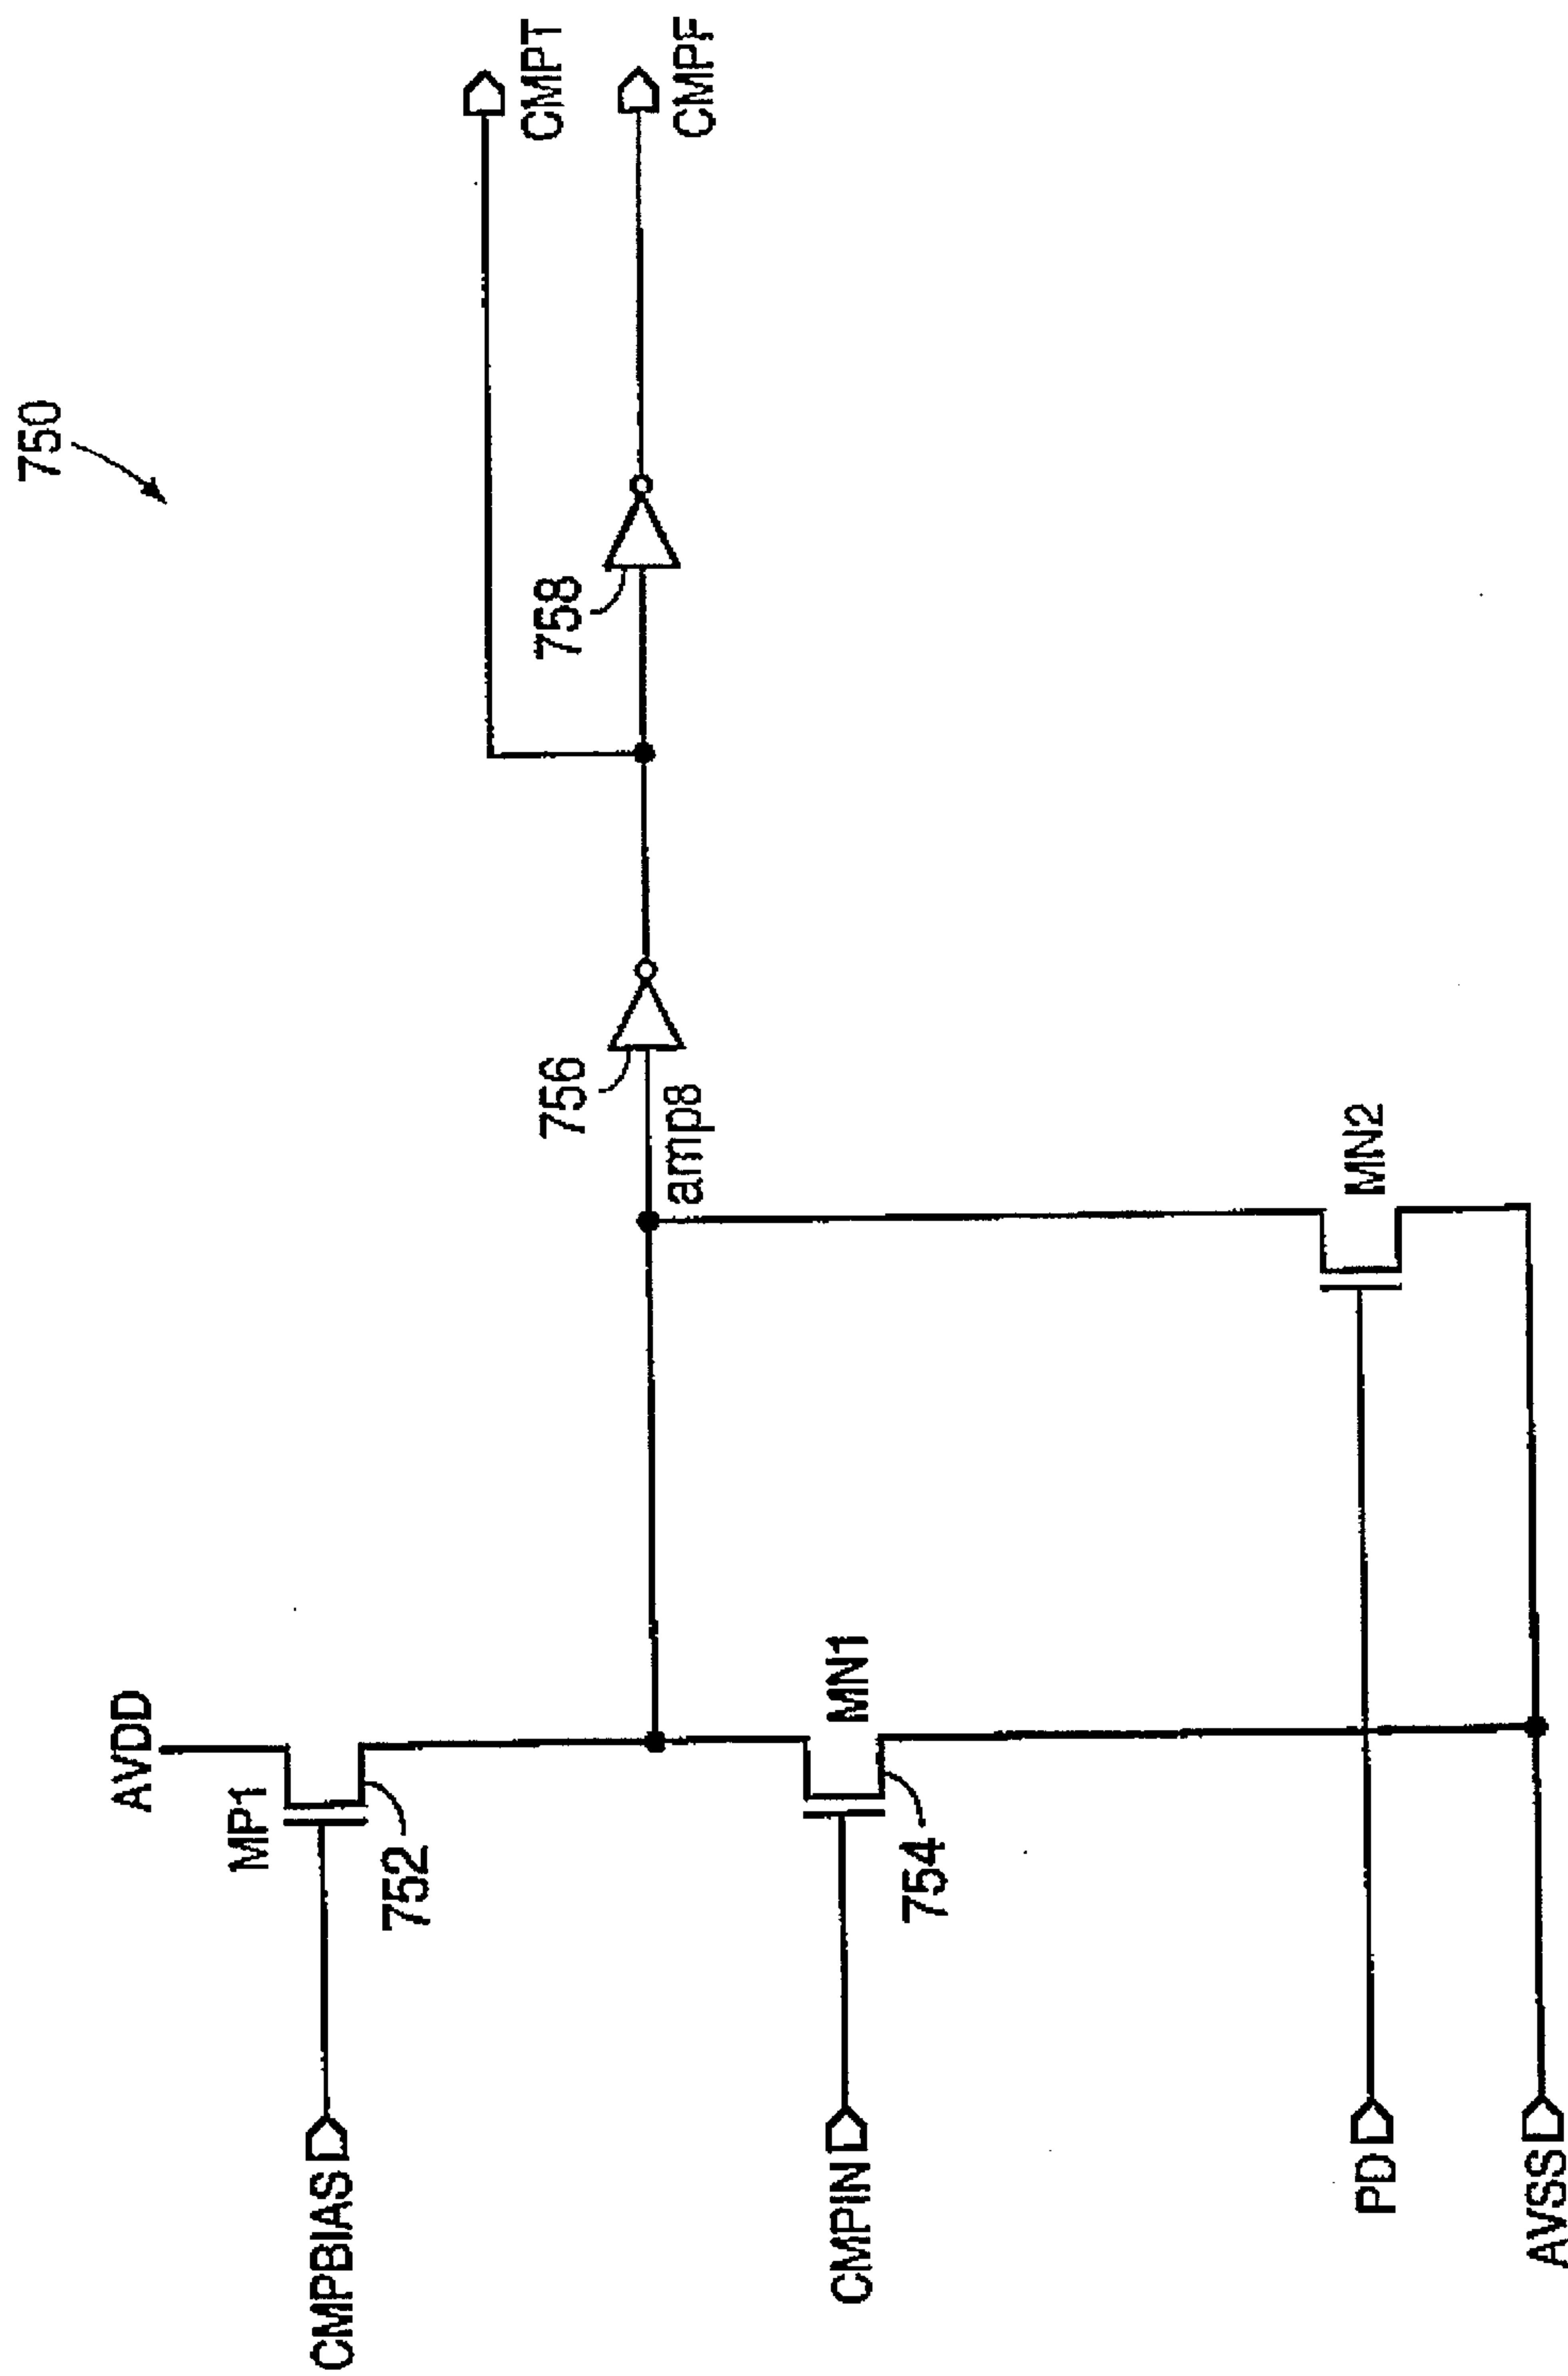 750
AVDD
MP1
CMPBIAS
752
CMPT
CMPF
758
756
amp8
MN1
CMPIN
754
MN2
PD
AVSS